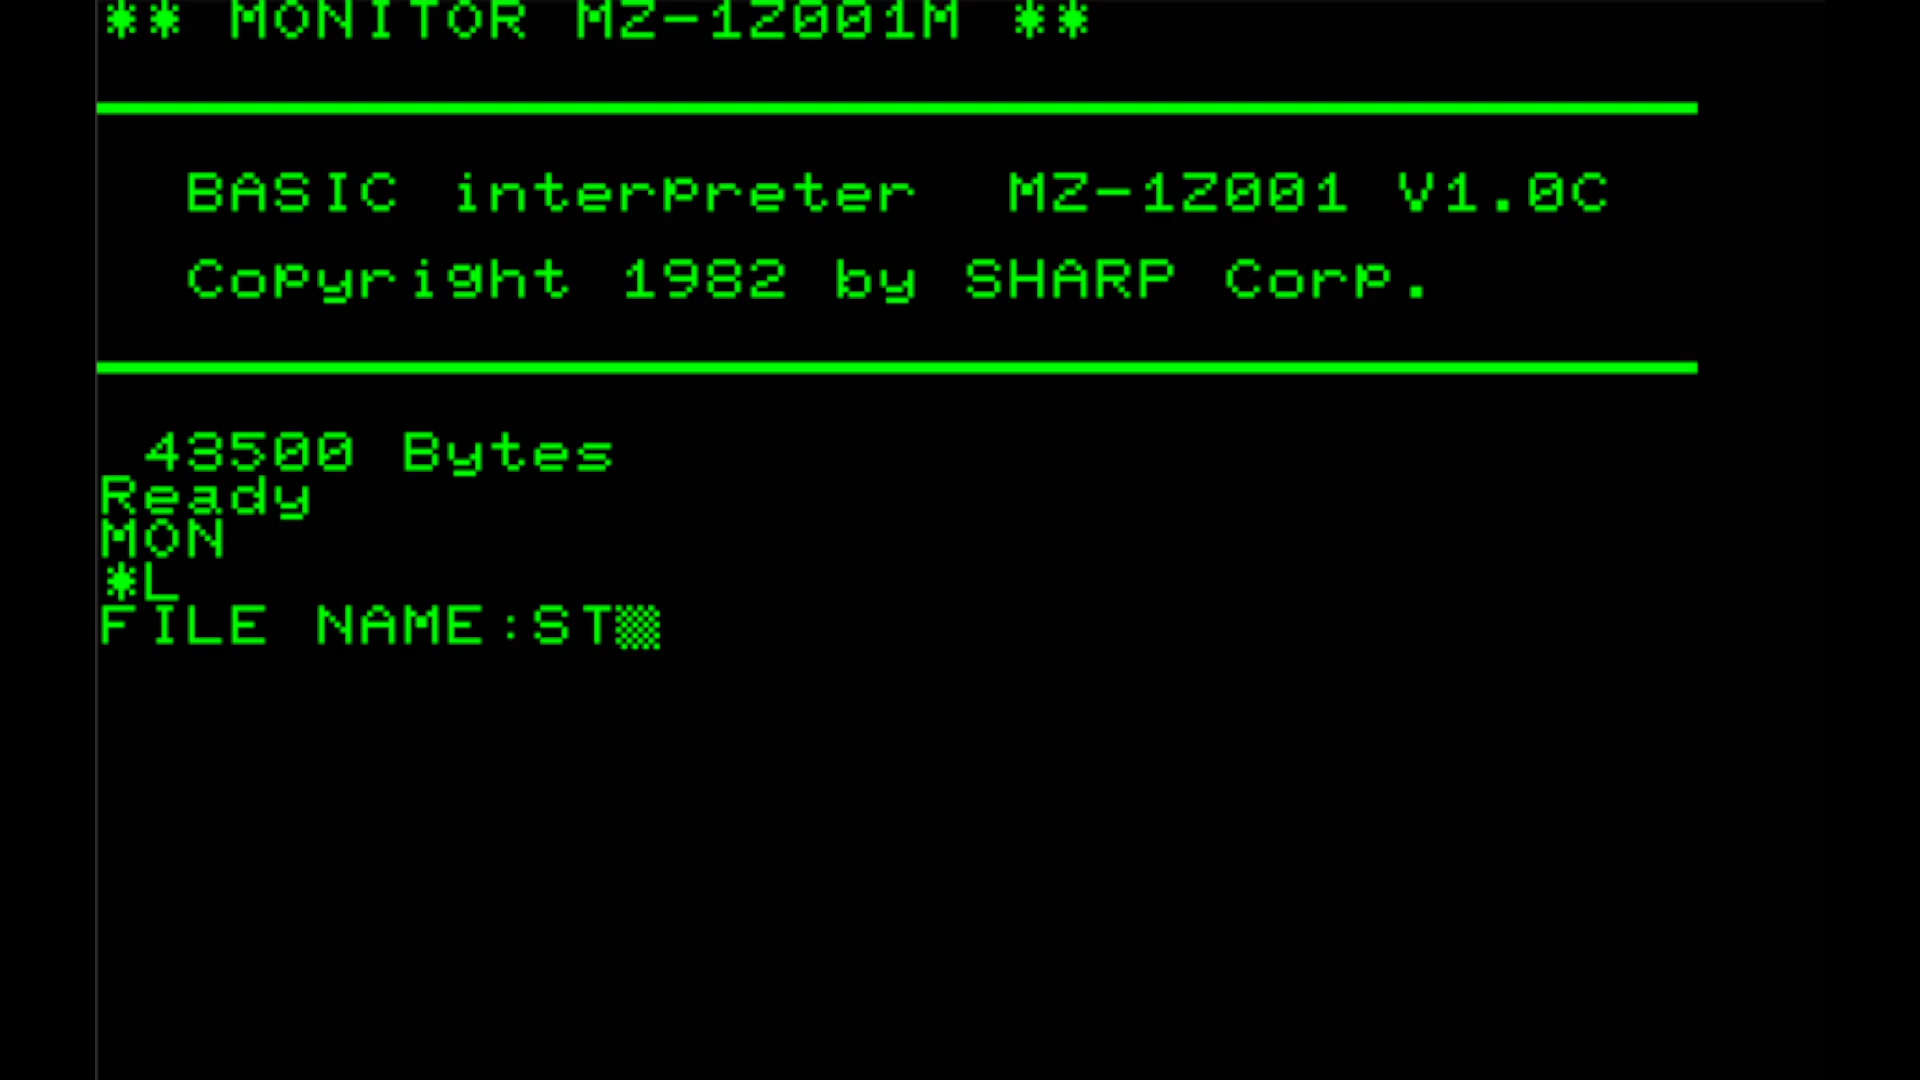 ** MONITOR MZ-1Z001M **
BASIC interpreter  MZ-1Z001 V1.0C
Copyright 1982 by SHARP Corp.
43500 Bytes
Ready
MON
*L
FILE NAME:ST